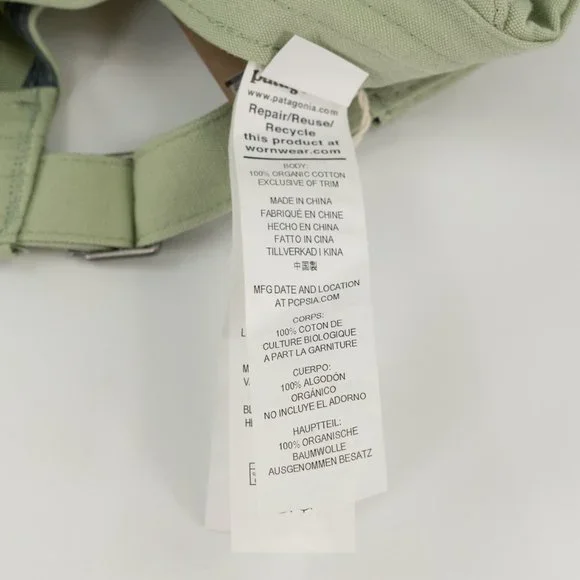 patag
www.patagonia.com
Repair/Reuse/
Recycle
this product at
wornwear.com
BODY:
100% ORGANIC COTTON
EXCLUSIVE OF TRIM
MADE IN CHINA
FABRIQUÉ EN CHINE
HECHO EN CHINA
FATTO IN CINA
TILLVERKAD I KINA
中国製
MFG DATE AND LOCATION
AT PCPSIA.COM
CORPS:
100% COTON DE
CULTURE BIOLOGIQUE
A PART LA GARNITURE
CUERPO:
100% ALGODÓN
ORGÁNICO
NO INCLUYE EL ADORNO
HAUPTTEIL:
100% ORGANISCHE
BAUMWOLLE
AUSGENOMMEN BESATZ